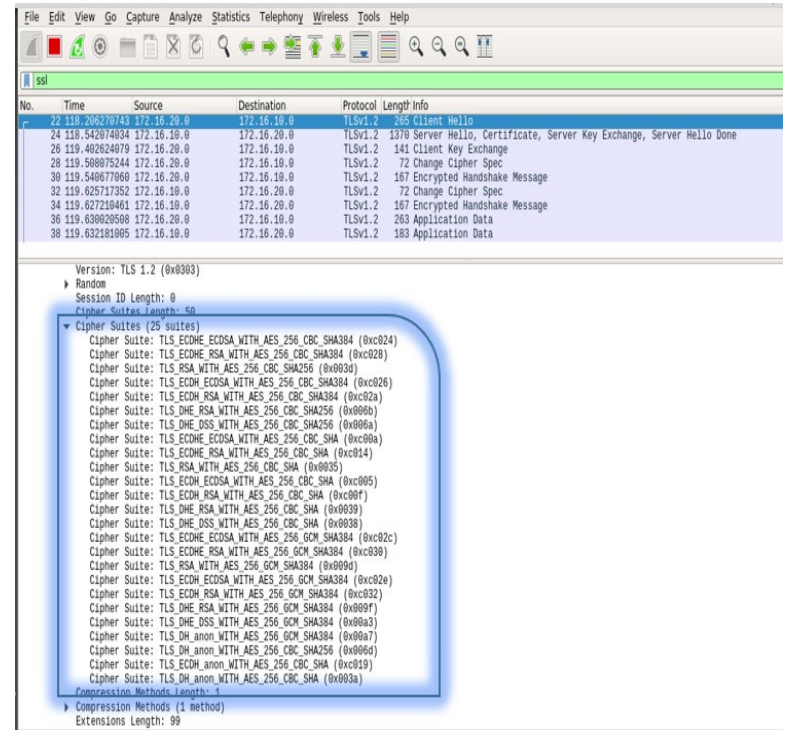 File Edit View Go Capture Analyze Statistics Telephony Wireless Tools Help
ssl
No. Time Source Destination Protocol Length Info
22 118.206270743 172.16.20.0 172.16.10.0 TLSv1.2 265 Client Hello
24 118.542074034 172.16.10.0 172.16.20.0 TLSv1.2 1370 Server Hello, Certificate, Server Key Exchange, Server Hello Done
26 119.402624079 172.16.20.0 172.16.10.0 TLSv1.2 141 Client Key Exchange
28 119.508075244 172.16.20.0 172.16.10.0 TLSv1.2 72 Change Cipher Spec
30 119.540677060 172.16.20.0 172.16.10.0 TLSv1.2 167 Encrypted Handshake Message
32 119.625717352 172.16.10.0 172.16.20.0 TLSv1.2 72 Change Cipher Spec
34 119.627210461 172.16.10.0 172.16.20.0 TLSv1.2 167 Encrypted Handshake Message
36 119.630020508 172.16.20.0 172.16.10.0 TLSv1.2 263 Application Data
38 119.632181005 172.16.10.0 172.16.20.0 TLSv1.2 183 Application Data
Version: TLS 1.2 (0x0303)
Random
Session ID Length: 0
Cipher Suites Length: 50
Cipher Suites (25 suites)
Cipher Suite: TLS_ECDHE_ECDSA_WITH_AES_256_CBC_SHA384 (0xc024)
Cipher Suite: TLS_ECDHE_RSA_WITH_AES_256_CBC_SHA384 (0xc028)
Cipher Suite: TLS_RSA_WITH_AES_256_CBC_SHA256 (0x003d)
Cipher Suite: TLS_ECDH_ECDSA_WITH_AES_256_CBC_SHA384 (0xc026)
Cipher Suite: TLS_ECDH_RSA_WITH_AES_256_CBC_SHA384 (0xc02a)
Cipher Suite: TLS_DHE_RSA_WITH_AES_256_CBC_SHA256 (0x006b)
Cipher Suite: TLS_DHE_DSS_WITH_AES_256_CBC_SHA256 (0x006a)
Cipher Suite: TLS_ECDHE_ECDSA_WITH_AES_256_CBC_SHA (0xc00a)
Cipher Suite: TLS_ECDHE_RSA_WITH_AES_256_CBC_SHA (0xc014)
Cipher Suite: TLS_RSA_WITH_AES_256_CBC_SHA (0x0035)
Cipher Suite: TLS_ECDH_ECDSA_WITH_AES_256_CBC_SHA (0xc005)
Cipher Suite: TLS_ECDH_RSA_WITH_AES_256_CBC_SHA (0xc00f)
Cipher Suite: TLS_DHE_RSA_WITH_AES_256_CBC_SHA (0x0039)
Cipher Suite: TLS_DHE_DSS_WITH_AES_256_CBC_SHA (0x0038)
Cipher Suite: TLS_ECDHE_ECDSA_WITH_AES_256_GCM_SHA384 (0xc02c)
Cipher Suite: TLS_ECDHE_RSA_WITH_AES_256_GCM_SHA384 (0xc030)
Cipher Suite: TLS_RSA_WITH_AES_256_GCM_SHA384 (0x009d)
Cipher Suite: TLS_ECDH_ECDSA_WITH_AES_256_GCM_SHA384 (0xc02e)
Cipher Suite: TLS_ECDH_RSA_WITH_AES_256_GCM_SHA384 (0xc032)
Cipher Suite: TLS_DHE_RSA_WITH_AES_256_GCM_SHA384 (0x009f)
Cipher Suite: TLS_DHE_DSS_WITH_AES_256_GCM_SHA384 (0x00a3)
Cipher Suite: TLS_DH_anon_WITH_AES_256_GCM_SHA384 (0x00a7)
Cipher Suite: TLS_DH_anon_WITH_AES_256_CBC_SHA256 (0x006d)
Cipher Suite: TLS_ECDH_anon_WITH_AES_256_CBC_SHA (0xc019)
Cipher Suite: TLS_DH_anon_WITH_AES_256_CBC_SHA (0x003a)
Compression Methods Length: 1
Compression Methods (1 method)
Extensions Length: 99